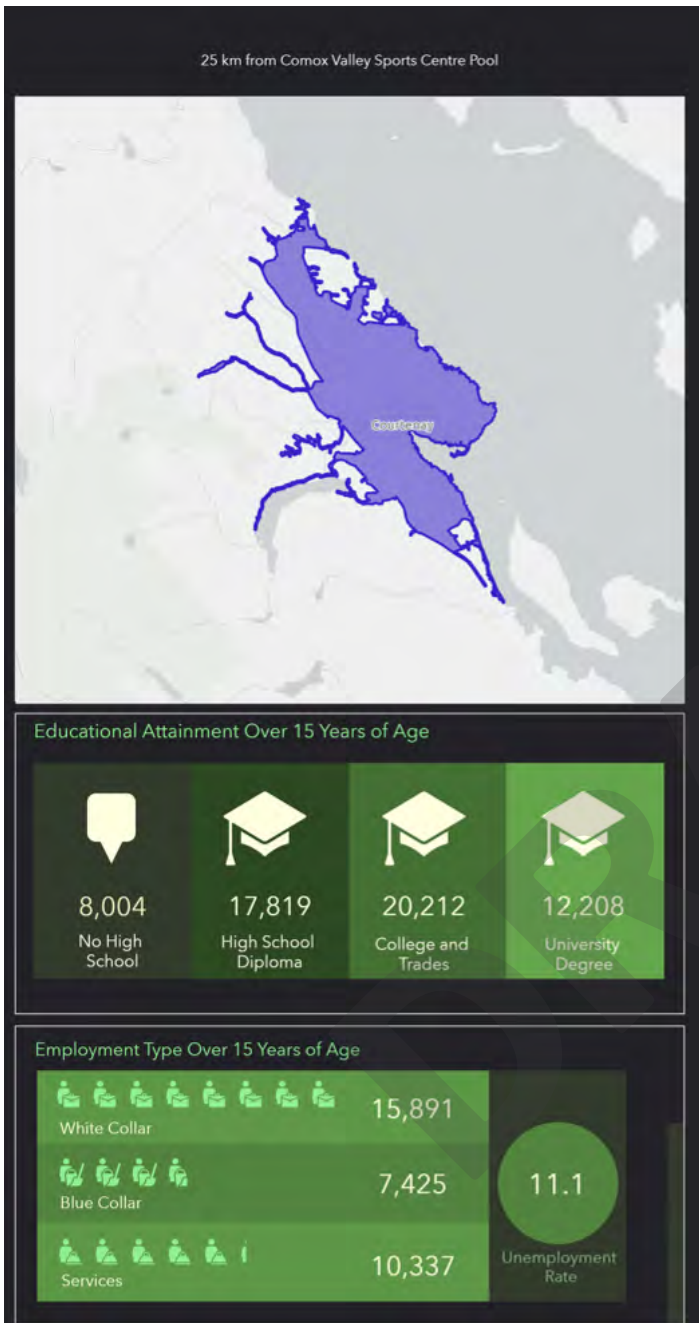 25 km from Comox Valley Sports Centre Pool
Courtenay
Educational Attainment Over 15 Years of Age
8,004
No High
School
17,819
High School
Diploma
20,212
College and
Trades
12,208
University
Degree
Employment Type Over 15 Years of Age
15,891
White Collar
7,425
Blue Collar
10,337
Services
11.1
Unemployment
Rate